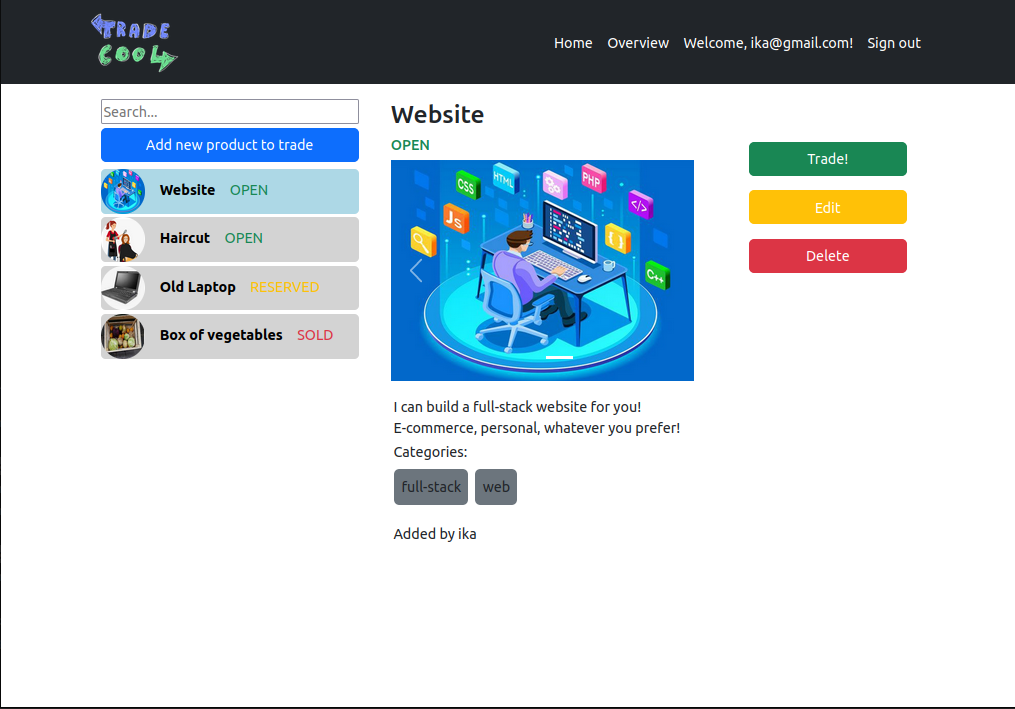 TRADE
COOL
Home Overview Welcome, ika@gmail.com! Sign out
Search...
Add new product to trade
Website OPEN
Haircut OPEN
Old Laptop RESERVED
Box of vegetables SOLD
Website
OPEN
CSS
HTML
PHP
</>
JS
{}
C++
I can build a full-stack website for you!
E-commerce, personal, whatever you prefer!
Categories:
full-stack web
Added by ika
Trade!
Edit
Delete